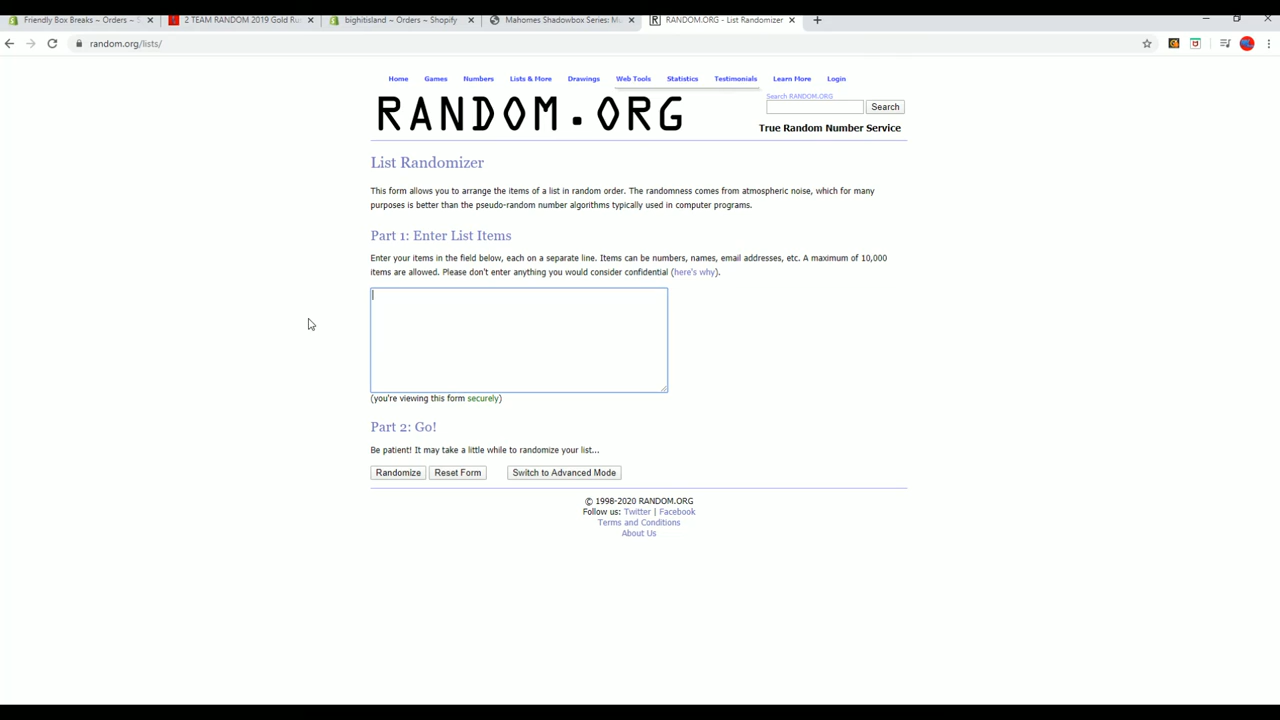 Friendly Box Breaks ~ Orders ~ S
2 TEAM RANDOM 2019 Gold Ru
bighitisland ~ Orders ~ Shopify
Mahomes Shadowbox Series: Mu
RANDOM.ORG - List Randomizer
random.org/lists/
Home Games Numbers Lists & More Drawings Web Tools Statistics Testimonials Learn More Login
RANDOM.ORG
Search RANDOM.ORG
Search
True Random Number Service
List Randomizer
This form allows you to arrange the items of a list in random order. The randomness comes from atmospheric noise, which for many
purposes is better than the pseudo-random number algorithms typically used in computer programs.
Part 1: Enter List Items
Enter your items in the field below, each on a separate line. Items can be numbers, names, email addresses, etc. A maximum of 10,000
items are allowed. Please don't enter anything you would consider confidential (here's why).
(you're viewing this form securely)
Part 2: Go!
Be patient! It may take a little while to randomize your list...
Randomize Reset Form Switch to Advanced Mode
© 1998-2020 RANDOM.ORG
Follow us: Twitter | Facebook
Terms and Conditions
About Us